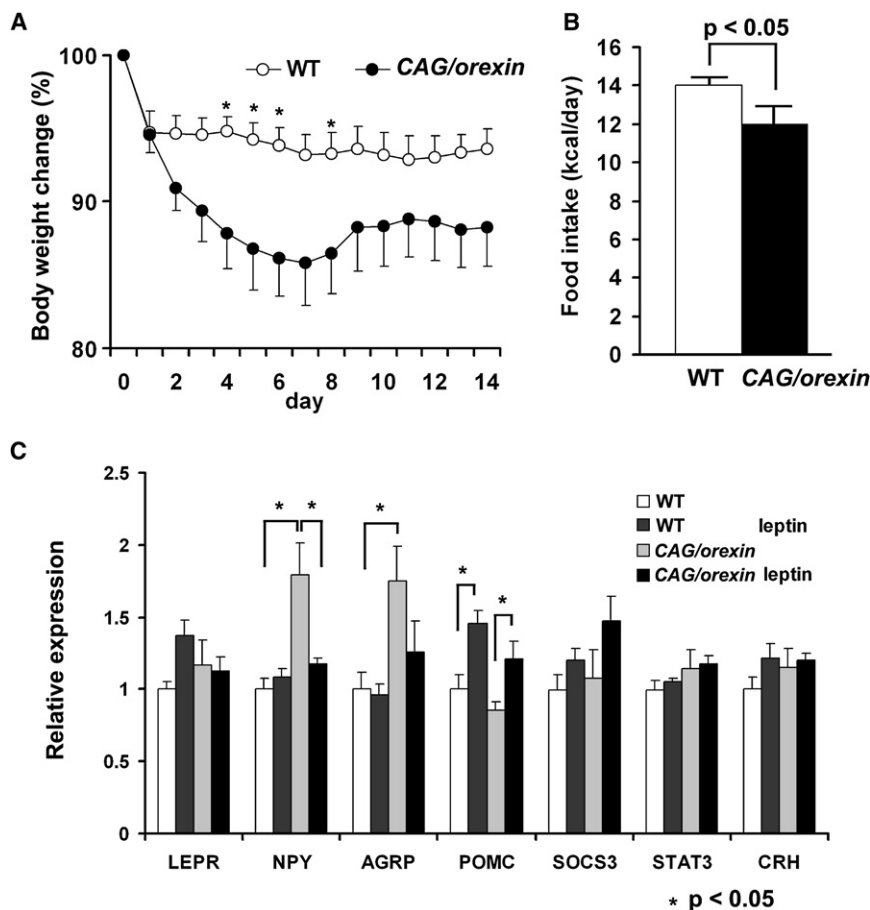 A
Body weight change (%)
100
90
80
WT CAG/orexin
* * * *
0 2 4 6 8 10 12 14
day
B
p < 0.05
Food intake (kcal/day)
16
14
12
10
8
6
4
2
0
WT CAG/orexin
C
Relative expression
2.5
2
1.5
1
0.5
0
* * * * *
WT
WT leptin
CAG/orexin
CAG/orexin leptin
LEPR NPY AGRP POMC SOCS3 STAT3 CRH
* p < 0.05